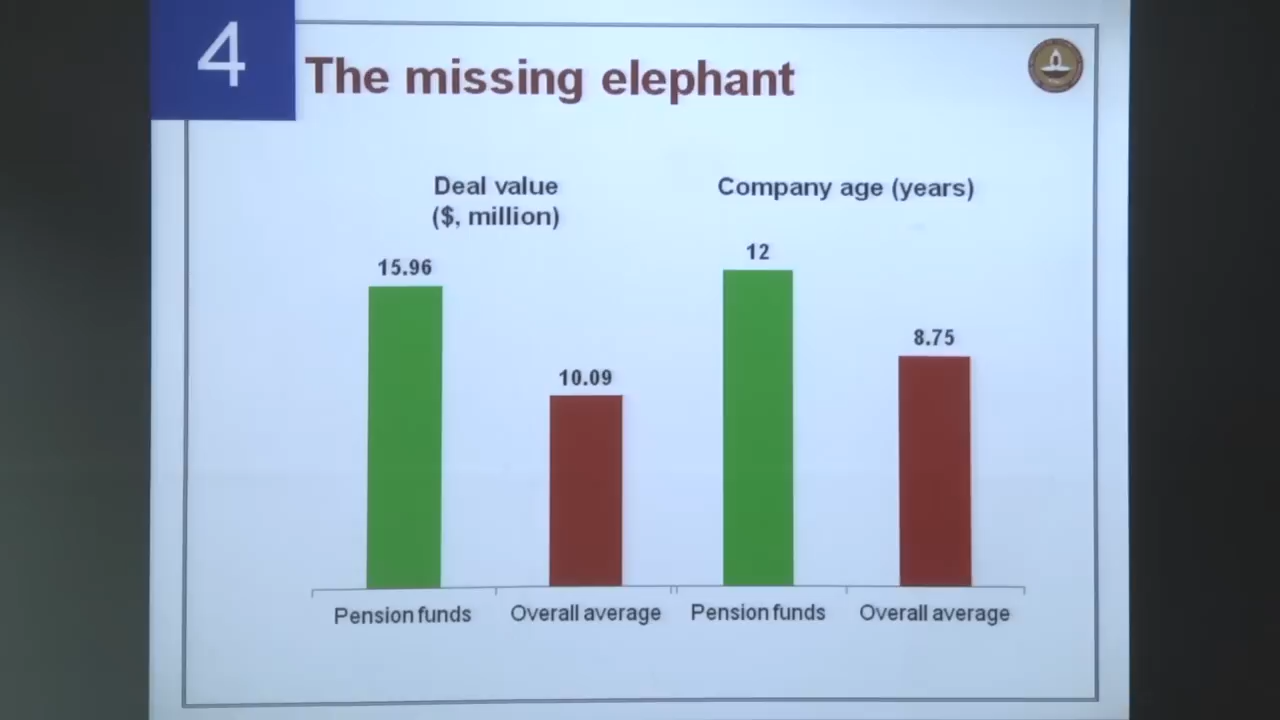 4
The missing elephant
Deal value
($, million)
Company age (years)
15.96
10.09
12
8.75
Pension funds
Overall average
Pension funds
Overall average